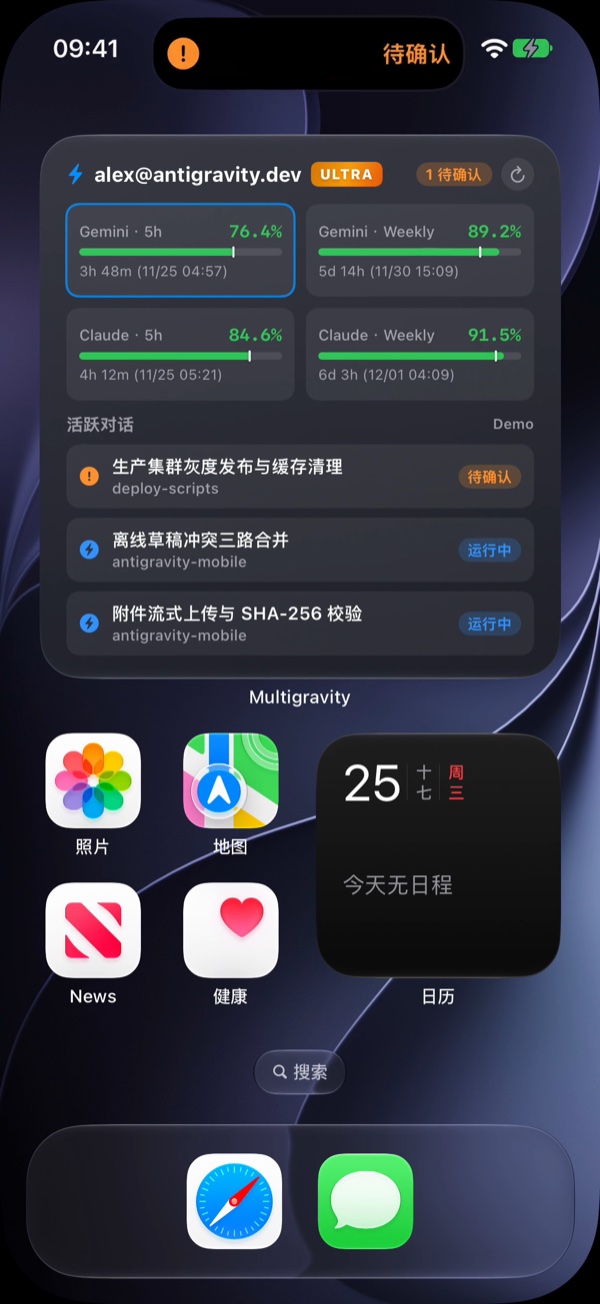 09:41
待确认
alex@antigravity.dev ULTRA 1 待确认
Gemini · 5h 76.4%
3h 48m (11/25 04:57)
Gemini · Weekly 89.2%
5d 14h (11/30 15:09)
Claude · 5h 84.6%
4h 12m (11/25 05:21)
Claude · Weekly 91.5%
6d 3h (12/01 04:09)
活跃对话 Demo
生产集群灰度发布与缓存清理
deploy-scripts
待确认
离线草稿冲突三路合并
antigravity-mobile
运行中
附件流式上传与 SHA-256 校验
antigravity-mobile
运行中
Multigravity
照片
地图
25 十七 周三
今天无日程
News
健康
日历
搜索